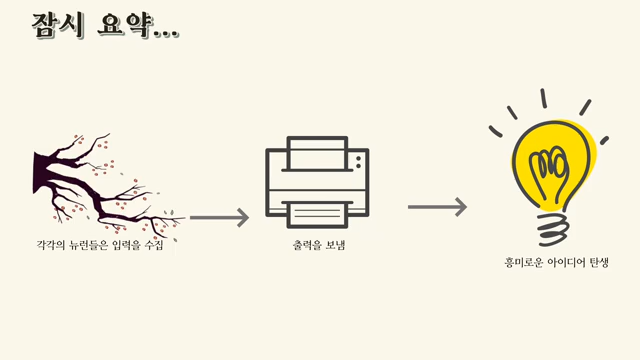 잠시 요약...
각각의 뉴런들은 입력을 수집
출력을 보냄
흥미로운 아이디어 탄생